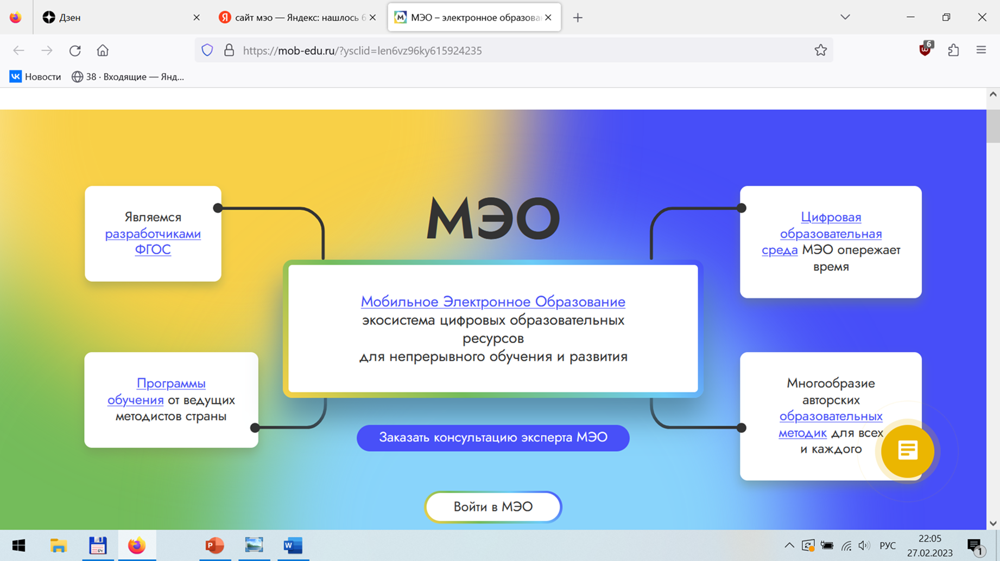 Дзен
сайт мэо — Яндекс: нашлось 6
МЭО – электронное образова
https://mob-edu.ru/?ysclid=len6vz96ky615924235
6
Новости
38 · Входящие — Янд...
МЭО
Являемся
разработчиками
ФГОС
Цифровая
образовательная
среда МЭО опережает
время
Мобильное Электронное Образование
экосистема цифровых образовательных
ресурсов
для непрерывного обучения и развития
Программы
обучения от ведущих
методистов страны
Многообразие
авторских
образовательных
методик для всех
и каждого
Заказать консультацию эксперта МЭО
Войти в МЭО
РУС
22:05
27.02.2023
1